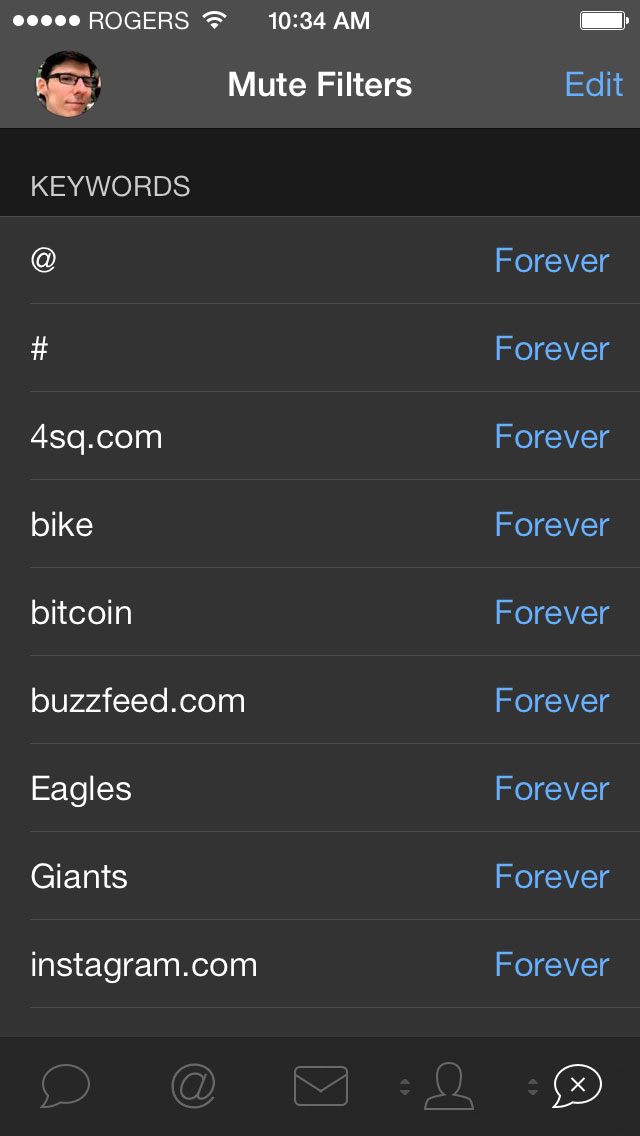 ROGERS 10:34 AM
Mute Filters Edit
KEYWORDS
@ Forever
# Forever
4sq.com Forever
bike Forever
bitcoin Forever
buzzfeed.com Forever
Eagles Forever
Giants Forever
instagram.com Forever
@